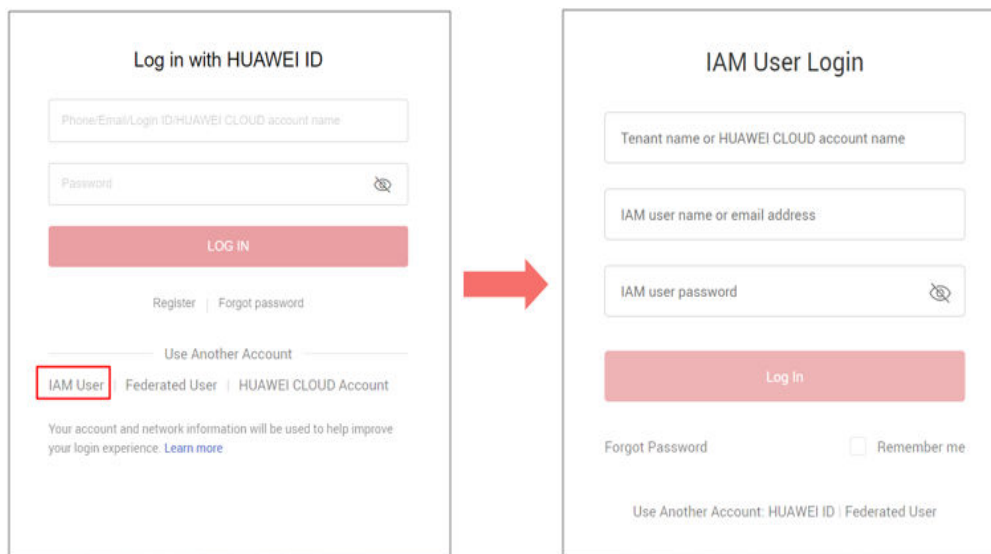 Log in with HUAWEI ID
Phone/Email/Login ID/HUAWEI CLOUD account name
Password
LOG IN
Register | Forgot password
Use Another Account
IAM User | Federated User | HUAWEI CLOUD Account
Your account and network information will be used to help improve
your login experience. Learn more
IAM User Login
Tenant name or HUAWEI CLOUD account name
IAM user name or email address
IAM user password
Log In
Forgot Password
Remember me
Use Another Account: HUAWEI ID | Federated User